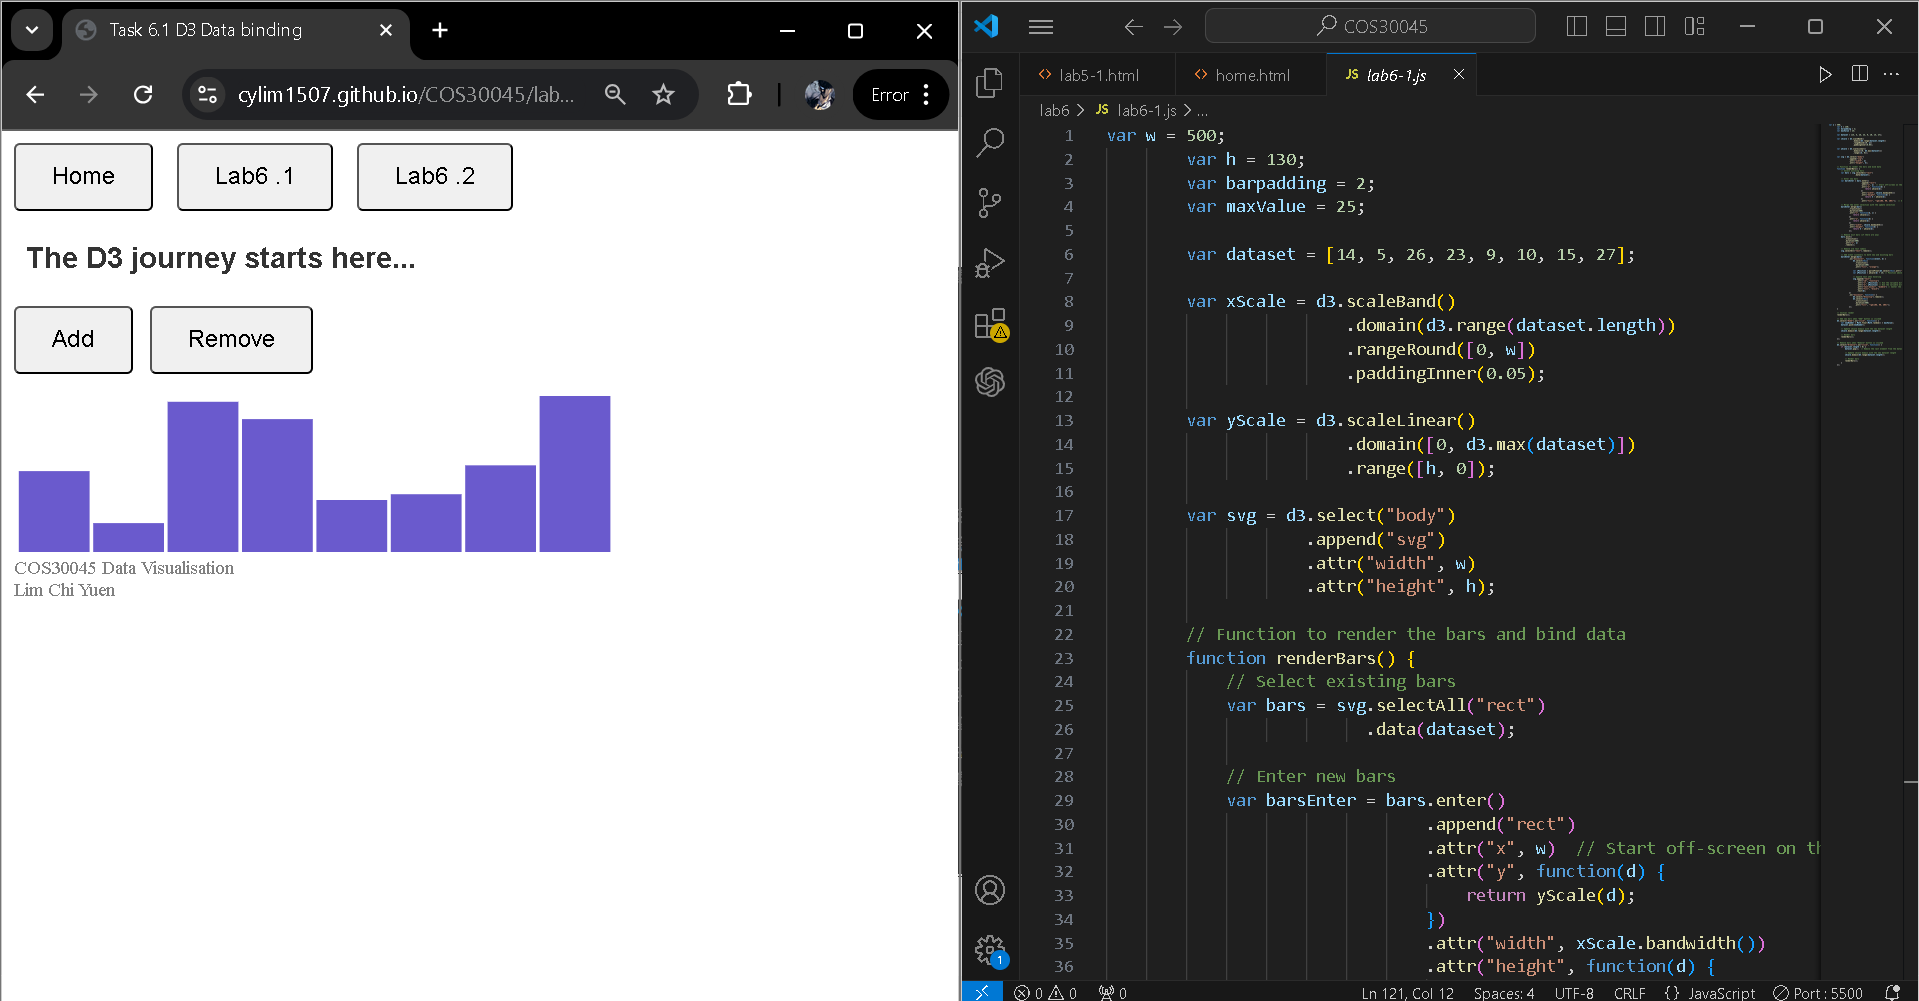 Task 6.1 D3 Data binding
cylim1507.github.io/COS30045/lab...
Error
Home
Lab6 .1
Lab6 .2
The D3 journey starts here...
Add
Remove
COS30045 Data Visualisation
Lim Chi Yuen
COS30045
lab5-1.html
home.html
JS lab6-1.js
lab6 > JS lab6-1.js > ...
1 var w = 500;
2 var h = 130;
3 var barpadding = 2;
4 var maxValue = 25;
5
6 var dataset = [14, 5, 26, 23, 9, 10, 15, 27];
7
8 var xScale = d3.scaleBand()
9 .domain(d3.range(dataset.length))
10 .rangeRound([0, w])
11 .paddingInner(0.05);
12
13 var yScale = d3.scaleLinear()
14 .domain([0, d3.max(dataset)])
15 .range([h, 0]);
16
17 var svg = d3.select("body")
18 .append("svg")
19 .attr("width", w)
20 .attr("height", h);
21
22 // Function to render the bars and bind data
23 function renderBars() {
24 // Select existing bars
25 var bars = svg.selectAll("rect")
26 .data(dataset);
27
28 // Enter new bars
29 var barsEnter = bars.enter()
30 .append("rect")
31 .attr("x", w) // Start off-screen on th
32 .attr("y", function(d) {
33 return yScale(d);
34 })
35 .attr("width", xScale.bandwidth())
36 .attr("height", function(d) {
1
0 0 0
Ln 121, Col 12 Spaces: 4 UTF-8 CRLF {} JavaScript Port : 5500